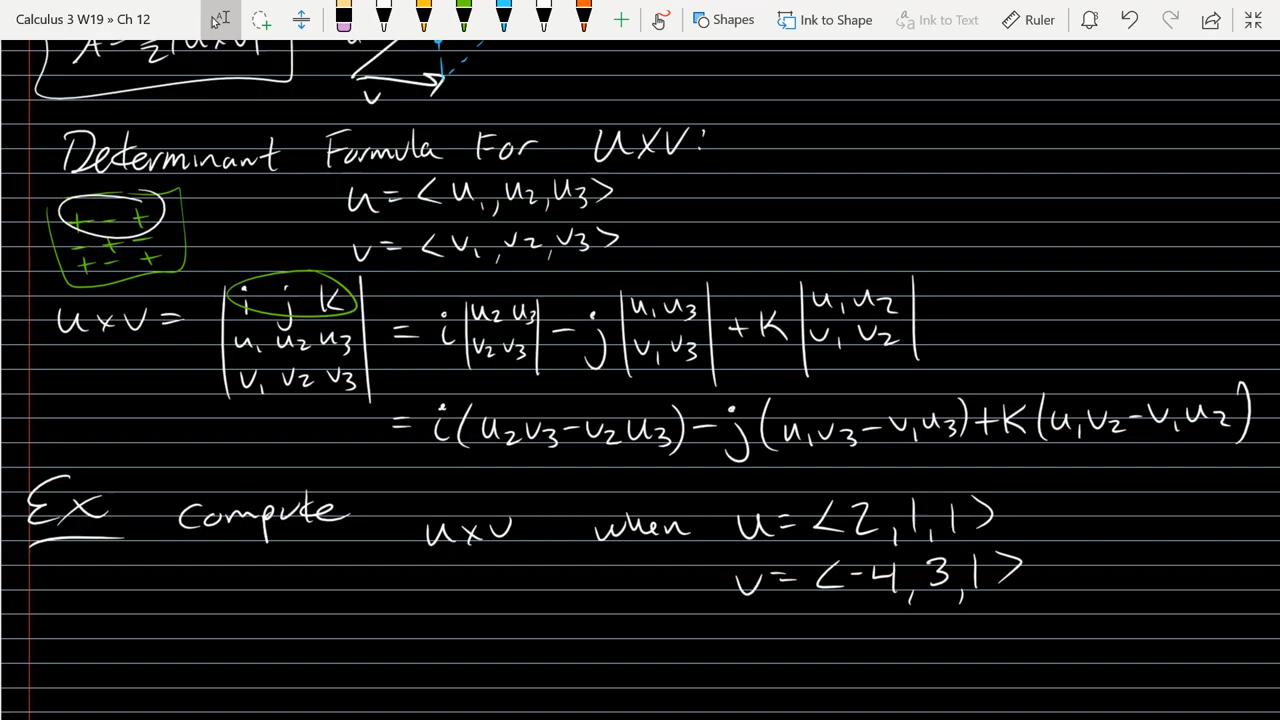 Calculus 3 W19 » Ch 12
Shapes
Ink to Shape
Ink to Text
Ruler
A = 1/2 |u×v|
v
Determinant Formula For u×v:
u = <u₁, u₂, u₃>
v = <v₁, v₂, v₃>
+ − +
− + −
+ − +
u×v = |i j k; u₁ u₂ u₃; v₁ v₂ v₃| = i |u₂ u₃; v₂ v₃| − j |u₁ u₃; v₁ v₃| + k |u₁ u₂; v₁ v₂|
= i(u₂v₃ − v₂u₃) − j(u₁v₃ − v₁u₃) + k(u₁v₂ − v₁u₂)
Ex compute u×v when u = <2, 1, 1>
v = <-4, 3, 1>